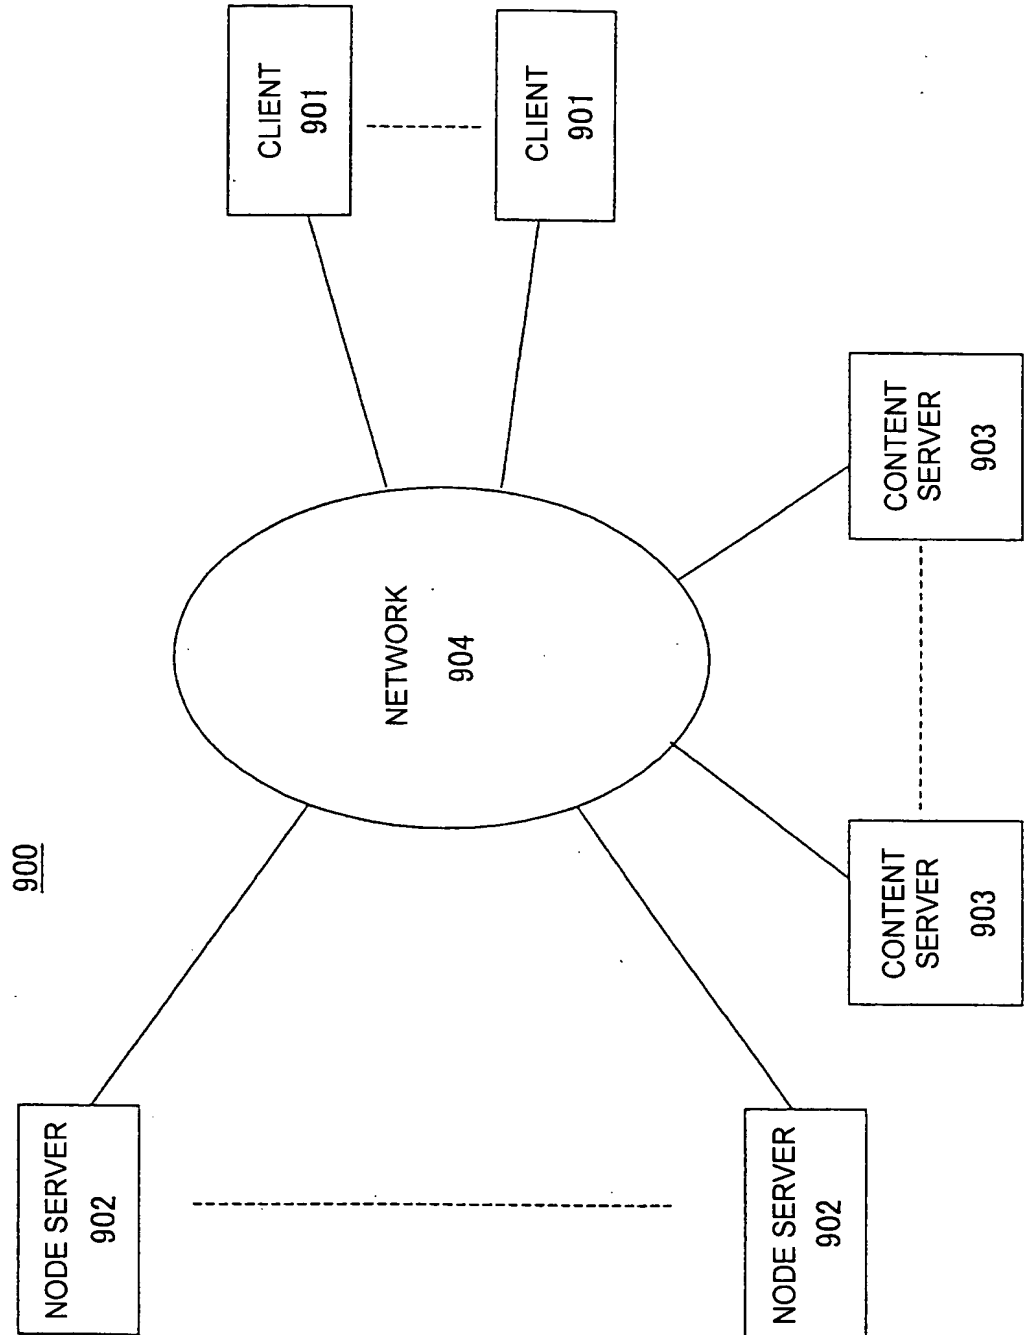 900
NODE SERVER
902
NODE SERVER
902
NETWORK
904
CONTENT
SERVER
903
CONTENT
SERVER
903
CLIENT
901
CLIENT
901